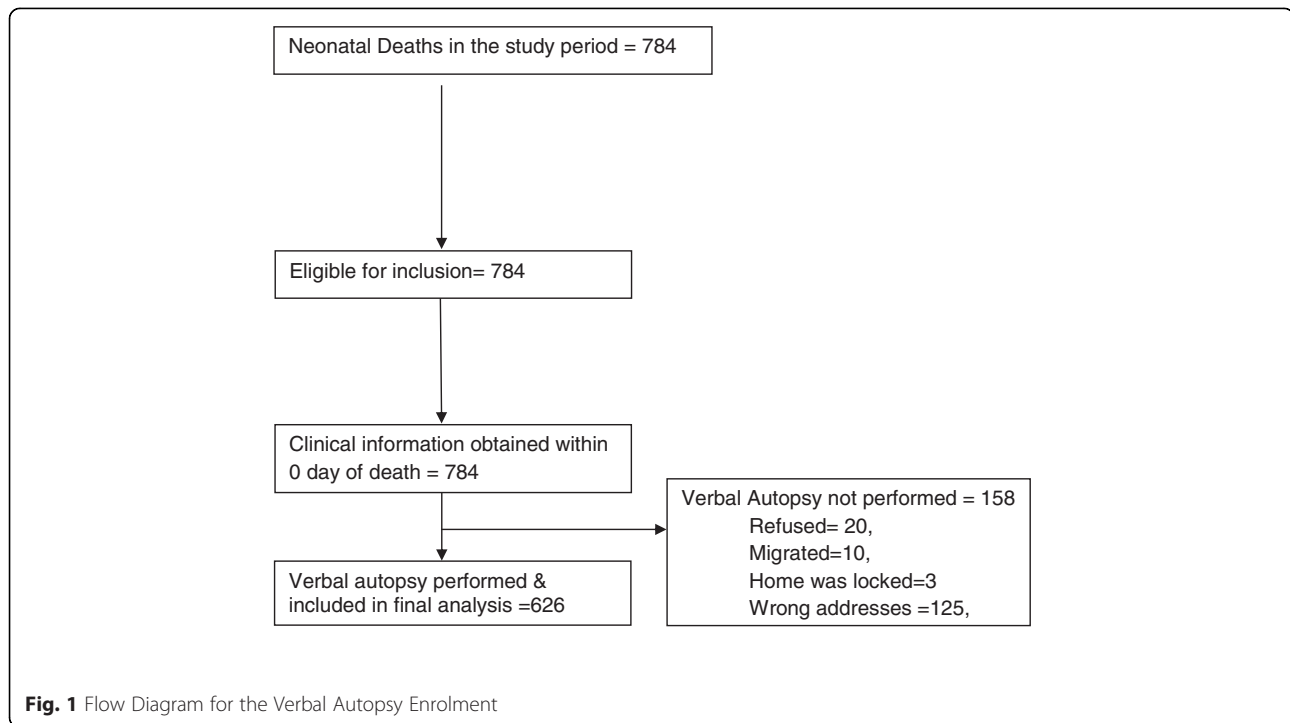 Neonatal Deaths in the study period = 784
Eligible for inclusion= 784
Clinical information obtained within
0 day of death = 784
Verbal Autopsy not performed = 158
Refused= 20,
Migrated=10,
Home was locked=3
Wrong addresses =125,
Verbal autopsy performed &
included in final analysis =626
Fig. 1 Flow Diagram for the Verbal Autopsy Enrolment